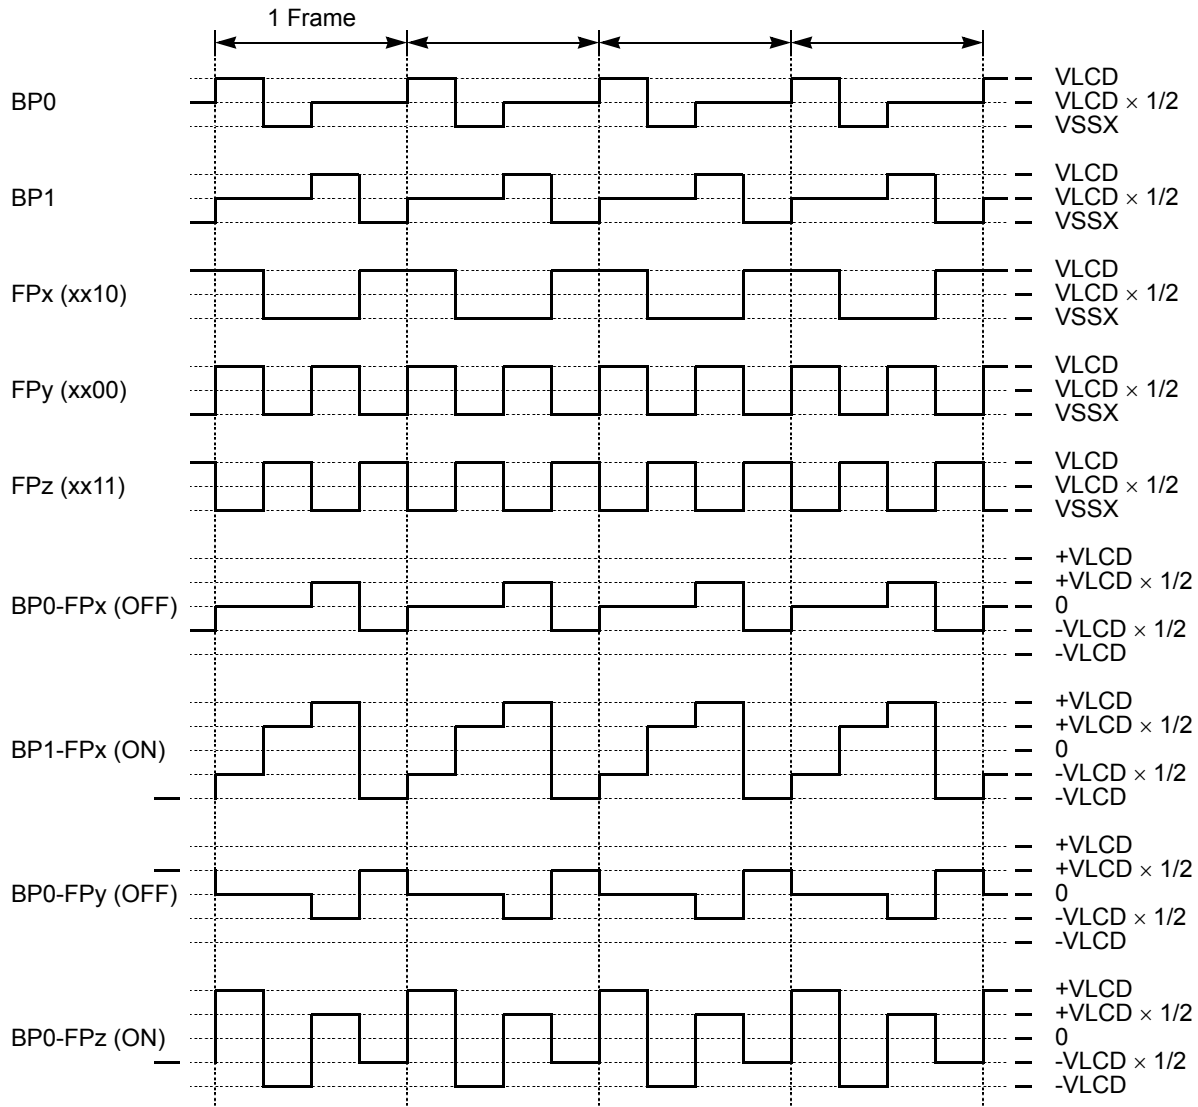 1 Frame
BP0
VLCD
VLCD × 1/2
VSSX
BP1
VLCD
VLCD × 1/2
VSSX
FPx (xx10)
VLCD
VLCD × 1/2
VSSX
FPy (xx00)
VLCD
VLCD × 1/2
VSSX
FPz (xx11)
VLCD
VLCD × 1/2
VSSX
BP0-FPx (OFF)
+VLCD
+VLCD × 1/2
0
-VLCD × 1/2
-VLCD
BP1-FPx (ON)
+VLCD
+VLCD × 1/2
0
-VLCD × 1/2
-VLCD
BP0-FPy (OFF)
+VLCD
+VLCD × 1/2
0
-VLCD × 1/2
-VLCD
BP0-FPz (ON)
+VLCD
+VLCD × 1/2
0
-VLCD × 1/2
-VLCD